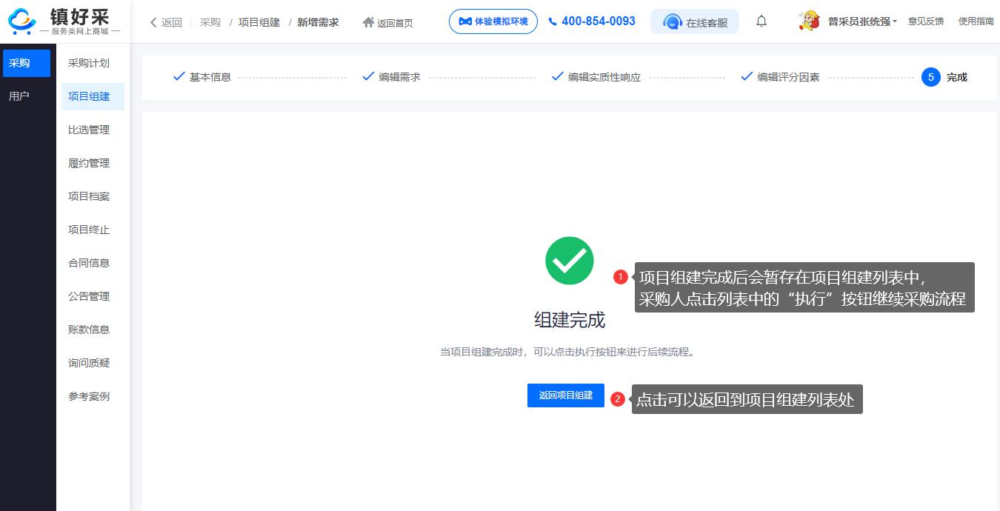 镇好采
服务类网上商城
返回
采购 / 项目组建 / 新增需求
返回首页
体验模拟环境
400-854-0093
在线客服
普采员张统强
意见反馈
使用指南
采购
用户
采购计划
项目组建
比选管理
履约管理
项目档案
项目终止
合同信息
公告管理
账款信息
询问质疑
参考案例
基本信息
编辑需求
编辑实质性响应
编辑评分因素
5 完成
1 项目组建完成后会暂存在项目组建列表中，
采购人点击列表中的“执行”按钮继续采购流程
组建完成
当项目组建完成时，可以点击执行按钮来进行后续流程。
返回项目组建
2 点击可以返回到项目组建列表处